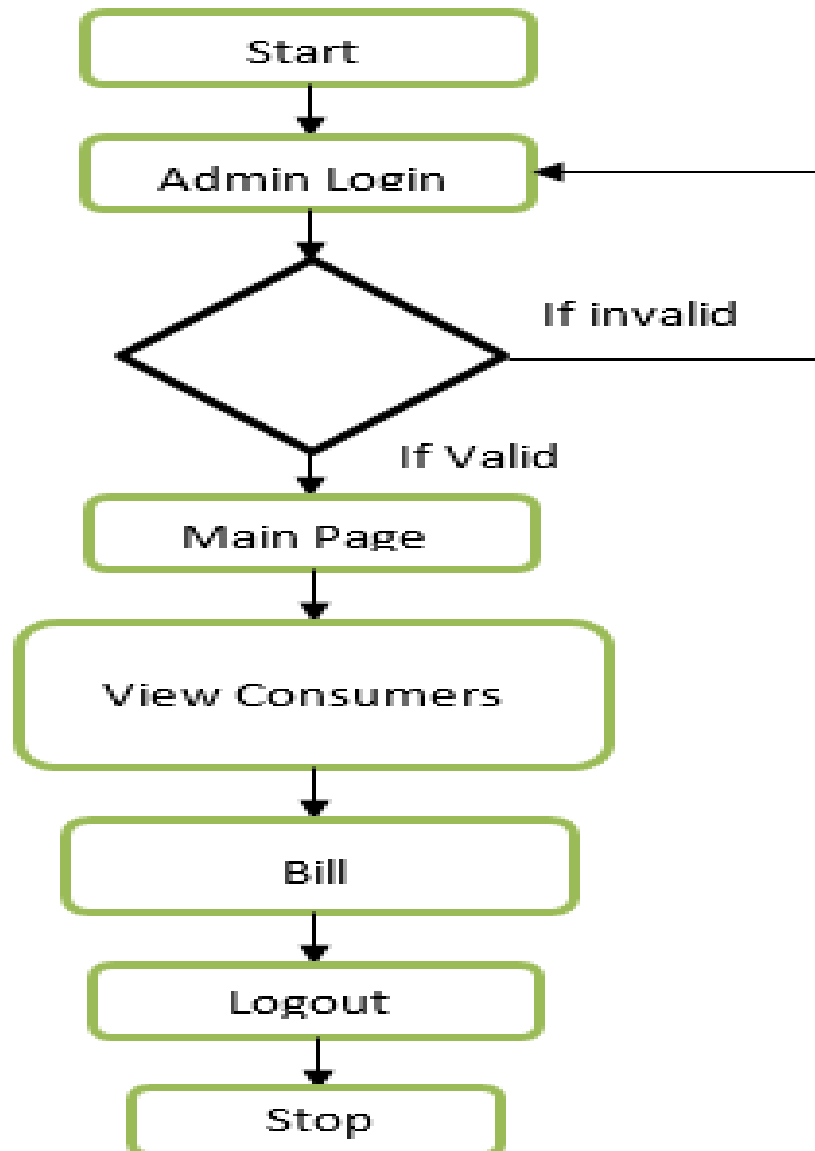 Start
Admin Login
If invalid
If Valid
Main Page
View Consumers
Bill
Logout
Stop